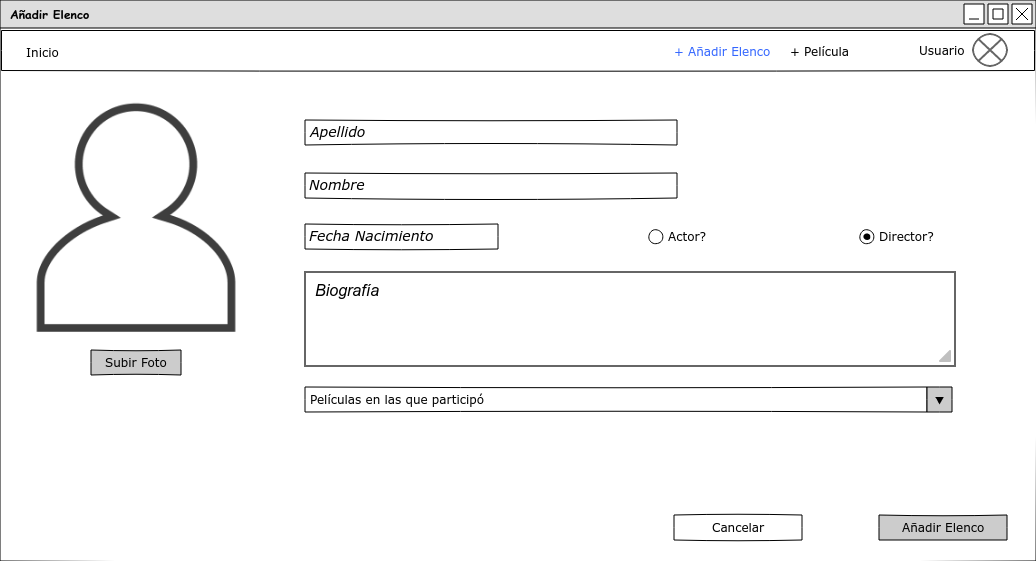 Añadir Elenco
Inicio
+ Añadir Elenco
+ Película
Usuario
Apellido
Nombre
Fecha Nacimiento
Actor?
Director?
Biografía
Subir Foto
Películas en las que participó
Cancelar
Añadir Elenco